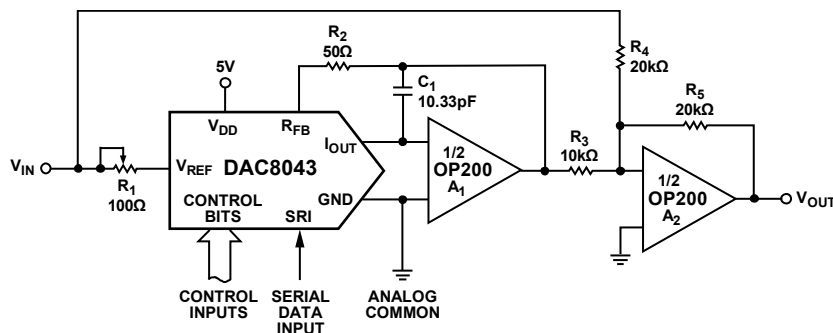 R2
50Ω
R4
20kΩ
5V
C1
10.33pF
R5
20kΩ
VDD
RFB
IOUT
R3
10kΩ
VIN
VREF
DAC8043
1/2
OP200
A1
1/2
OP200
A2
VOUT
R1
100Ω
GND
CONTROL
BITS
SRI
CONTROL
INPUTS
SERIAL
DATA
INPUT
ANALOG
COMMON